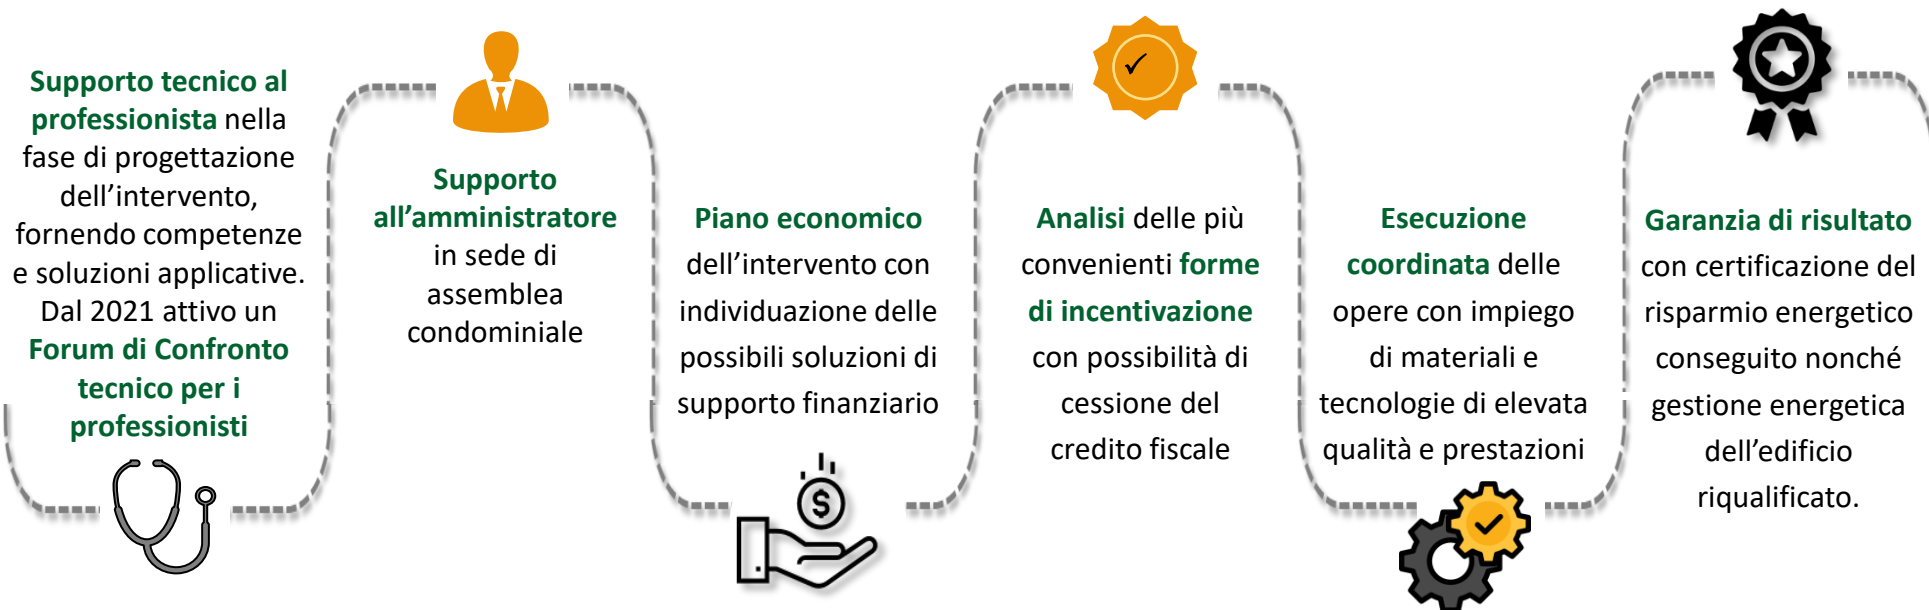 Supporto tecnico al
professionista nella
fase di progettazione
dell’intervento,
fornendo competenze
e soluzioni applicative.
Dal 2021 attivo un
Forum di Confronto
tecnico per i
professionisti
Supporto
all’amministratore
in sede di
assemblea
condominiale
Piano economico
dell’intervento con
individuazione delle
possibili soluzioni di
supporto finanziario
$
Analisi delle più
convenienti forme
di incentivazione
con possibilità di
cessione del
credito fiscale
Esecuzione
coordinata delle
opere con impiego
di materiali e
tecnologie di elevata
qualità e prestazioni
Garanzia di risultato
con certificazione del
risparmio energetico
conseguito nonché
gestione energetica
dell’edificio
riqualificato.